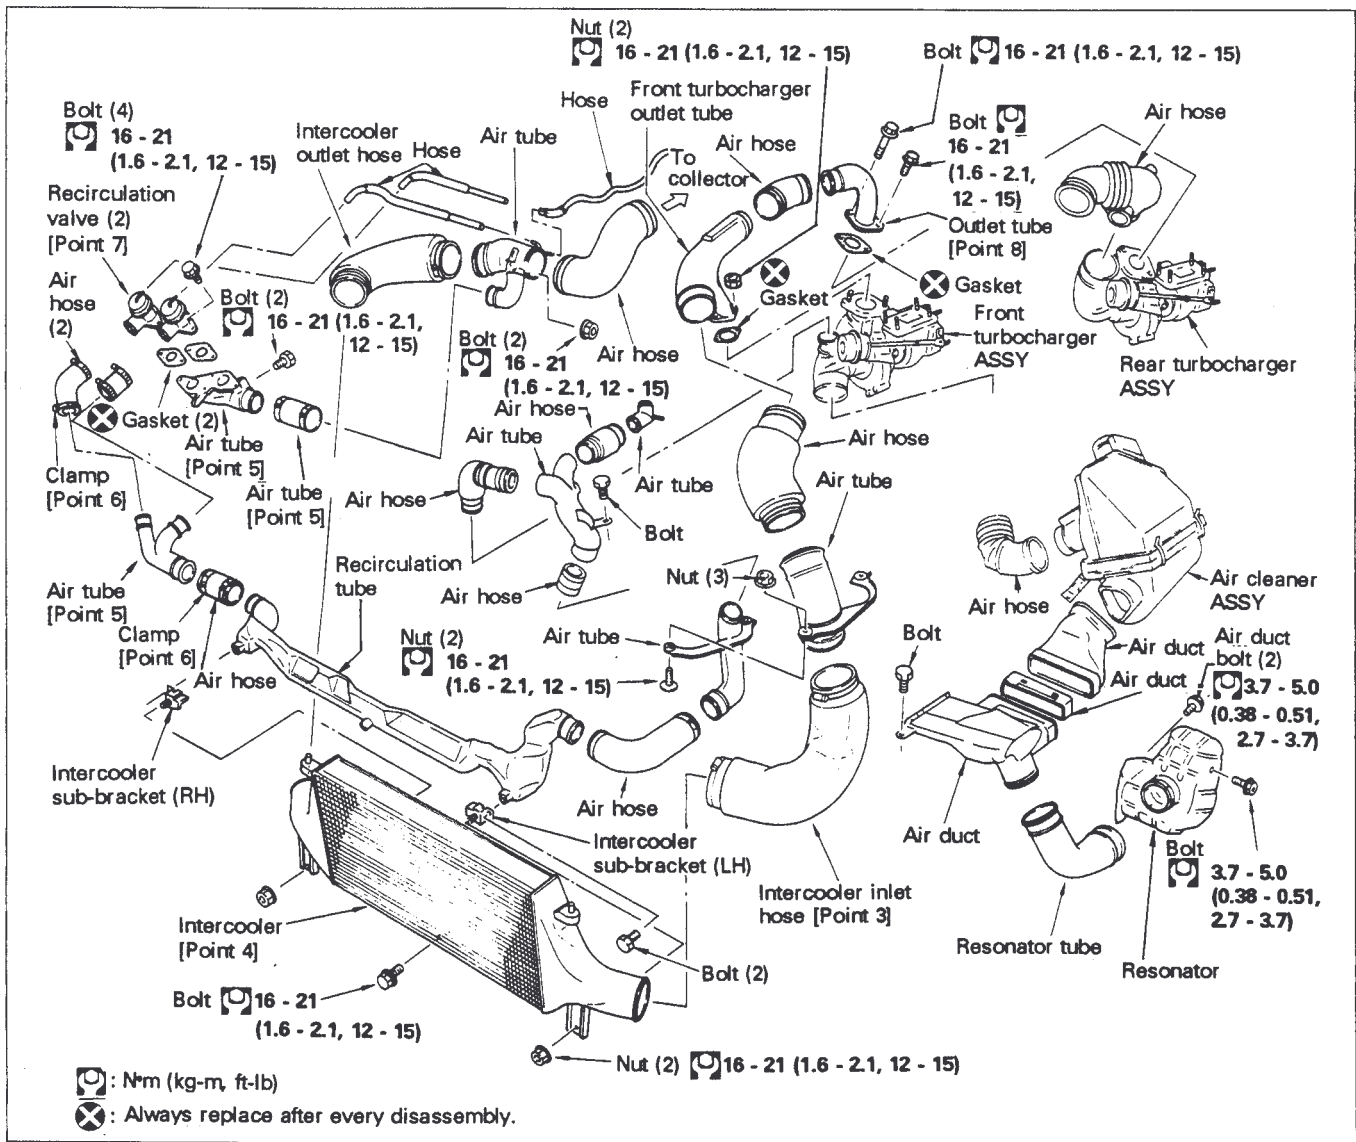 Nut (2)
16 - 21 (1.6 - 2.1, 12 - 15)
Bolt 16 - 21 (1.6 - 2.1, 12 - 15)
Bolt (4)
16 - 21
(1.6 - 2.1, 12 - 15)
Intercooler
outlet hose
Hose
Air tube
Hose
Front turbocharger
outlet tube
To
collector
Air hose
Bolt
16 - 21
(1.6 - 2.1,
12 - 15)
Air hose
Recirculation
valve (2)
[Point 7]
Outlet tube
[Point 8]
Air
hose
(2)
Bolt (2)
16 - 21 (1.6 - 2.1,
12 - 15)
Gasket
Gasket
Bolt (2)
16 - 21
(1.6 - 2.1, 12 - 15)
Air hose
Front
turbocharger
ASSY
Rear turbocharger
ASSY
Gasket (2)
Air tube
[Point 5]
Air hose
Air tube
Air hose
Clamp
[Point 6]
Air tube
[Point 5]
Air hose
Air tube
Air tube
Bolt
Recirculation
tube
Air hose
Nut (3)
Air hose
Air cleaner
ASSY
Air tube
[Point 5]
Clamp
[Point 6]
Air hose
Nut (2)
16 - 21
(1.6 - 2.1, 12 - 15)
Air tube
Bolt
Air duct
Air duct
Air duct
bolt (2)
3.7 - 5.0
(0.38 - 0.51,
2.7 - 3.7)
Intercooler
sub-bracket (RH)
Air hose
Intercooler
sub-bracket (LH)
Air duct
Bolt
3.7 - 5.0
(0.38 - 0.51,
2.7 - 3.7)
Intercooler inlet
hose [Point 3]
Intercooler
[Point 4]
Resonator tube
Resonator
Bolt (2)
Bolt 16 - 21
(1.6 - 2.1, 12 - 15)
Nut (2) 16 - 21 (1.6 - 2.1, 12 - 15)
: N•m (kg-m, ft-lb)
: Always replace after every disassembly.